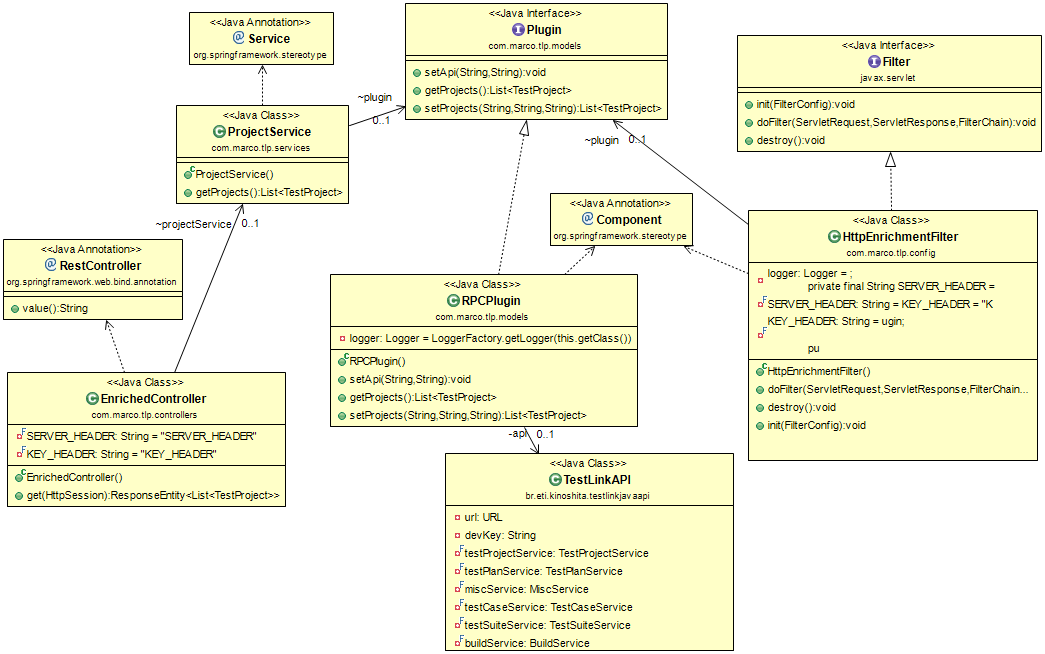 <<Java Annotation>>
Service
org.springframework.stereotype
<<Java Interface>>
Plugin
com.marco.tlp.models
setApi(String,String):void
getProjects():List<TestProject>
setProjects(String,String,String):List<TestProject>
<<Java Interface>>
Filter
javax.servlet
init(FilterConfig):void
doFilter(ServletRequest,ServletResponse,FilterChain):void
destroy():void
~plugin
0..1
<<Java Class>>
ProjectService
com.marco.tlp.services
ProjectService()
getProjects():List<TestProject>
~plugin
0..1
<<Java Annotation>>
Component
org.springframework.stereotype
~projectService
0..1
<<Java Annotation>>
RestController
org.springframework.web.bind.annotation
value():String
<<Java Class>>
HttpEnrichmentFilter
com.marco.tlp.config
logger: Logger = ;
private final String SERVER_HEADER =
SERVER_HEADER: String = KEY_HEADER = "K
KEY_HEADER: String = ugin;
pu
HttpEnrichmentFilter()
doFilter(ServletRequest,ServletResponse,FilterChain...
destroy():void
init(FilterConfig):void
<<Java Class>>
RPCPlugin
com.marco.tlp.models
logger: Logger = LoggerFactory.getLogger(this.getClass())
RPCPlugin()
setApi(String,String):void
getProjects():List<TestProject>
setProjects(String,String,String):List<TestProject>
<<Java Class>>
EnrichedController
com.marco.tlp.controllers
SERVER_HEADER: String = "SERVER_HEADER"
KEY_HEADER: String = "KEY_HEADER"
EnrichedController()
get(HttpSession):ResponseEntity<List<TestProject>>
-api
0..1
<<Java Class>>
TestLinkAPI
br.eti.kinoshita.testlinkjavaapi
url: URL
devKey: String
testProjectService: TestProjectService
testPlanService: TestPlanService
miscService: MiscService
testCaseService: TestCaseService
testSuiteService: TestSuiteService
buildService: BuildService